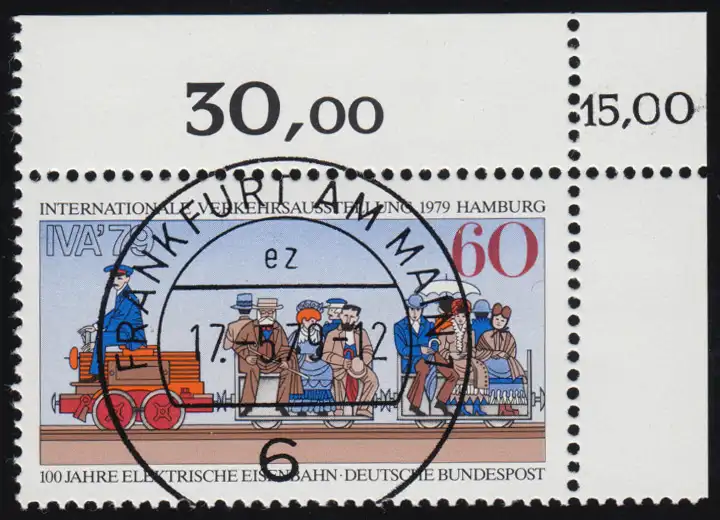 30,00
15,00
INTERNATIONALE VERKEHRSAUSSTELLUNG 1979 HAMBURG
IVA'79
60
FRANKFURT AM MAIN 1
ez
17.-5.79-12
6
100 JAHRE ELEKTRISCHE EISENBAHN·DEUTSCHE BUNDESPOST